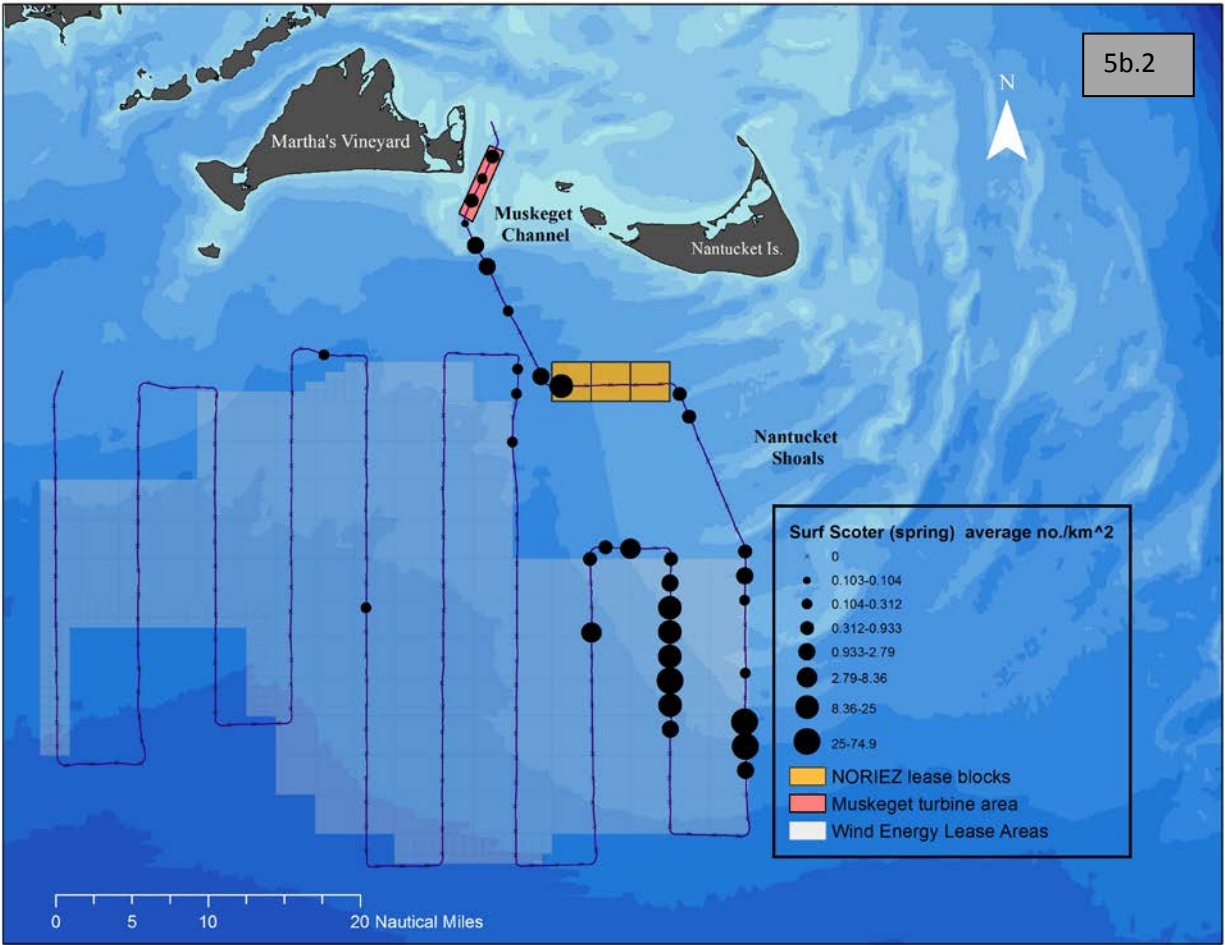 5b.2
N
Martha's Vineyard
Muskeget
Channel
Nantucket Is.
Nantucket
Shoals
Surf Scoter (spring) average no./km^2
0
0.103-0.104
0.104-0.312
0.312-0.933
0.933-2.79
2.79-8.36
8.36-25
25-74.9
NORIEZ lease blocks
Muskeget turbine area
Wind Energy Lease Areas
0 5 10 20 Nautical Miles